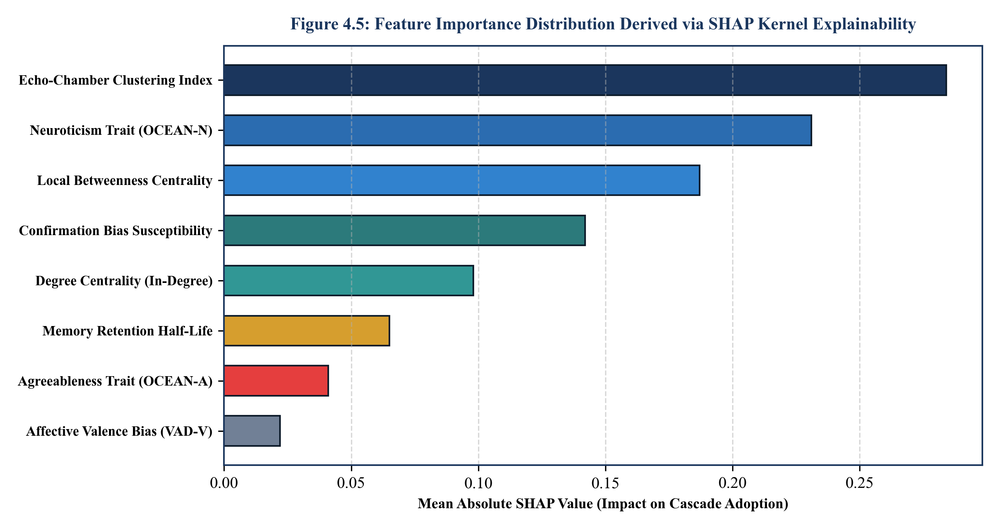 Figure 4.5: Feature Importance Distribution Derived via SHAP Kernel Explainability
Echo-Chamber Clustering Index
Neuroticism Trait (OCEAN-N)
Local Betweenness Centrality
Confirmation Bias Susceptibility
Degree Centrality (In-Degree)
Memory Retention Half-Life
Agreeableness Trait (OCEAN-A)
Affective Valence Bias (VAD-V)
0.00 0.05 0.10 0.15 0.20 0.25
Mean Absolute SHAP Value (Impact on Cascade Adoption)